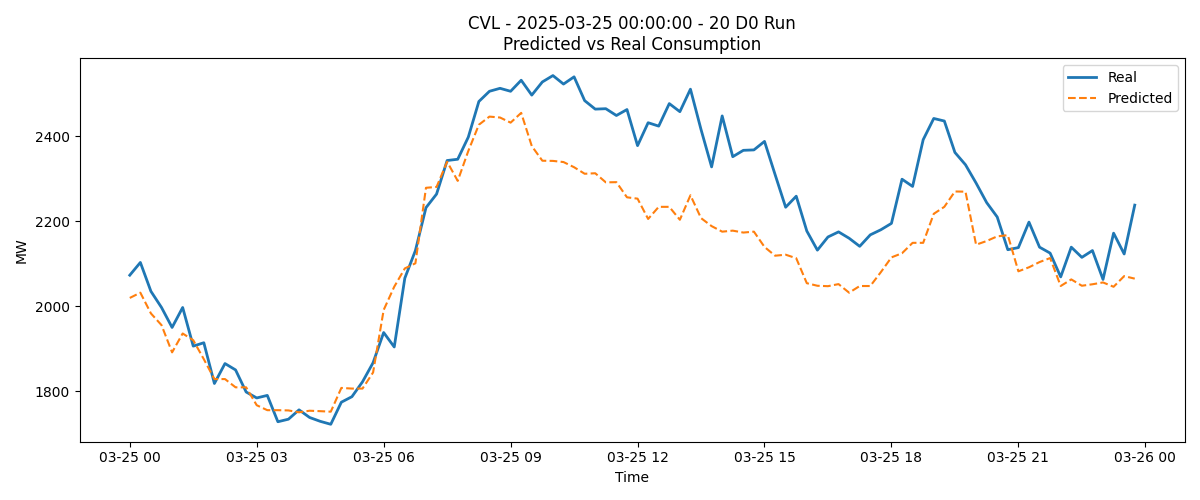 CVL - 2025-03-25 00:00:00 - 20 D0 Run
Predicted vs Real Consumption
Real
Predicted
MW
2400
2200
2000
1800
03-25 00
03-25 03
03-25 06
03-25 09
03-25 12
03-25 15
03-25 18
03-25 21
03-26 00
Time